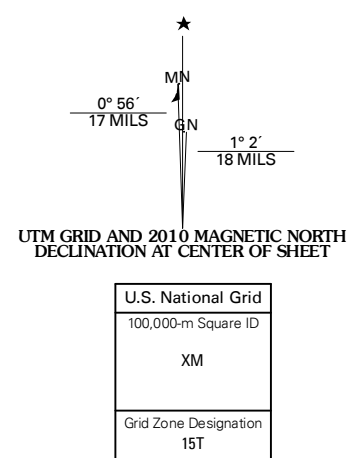 MN
0° 56´
17 MILS
GN
1° 2´
18 MILS
UTM GRID AND 2010 MAGNETIC NORTH
DECLINATION AT CENTER OF SHEET
U.S. National Grid
100,000-m Square ID
XM
Grid Zone Designation
15T